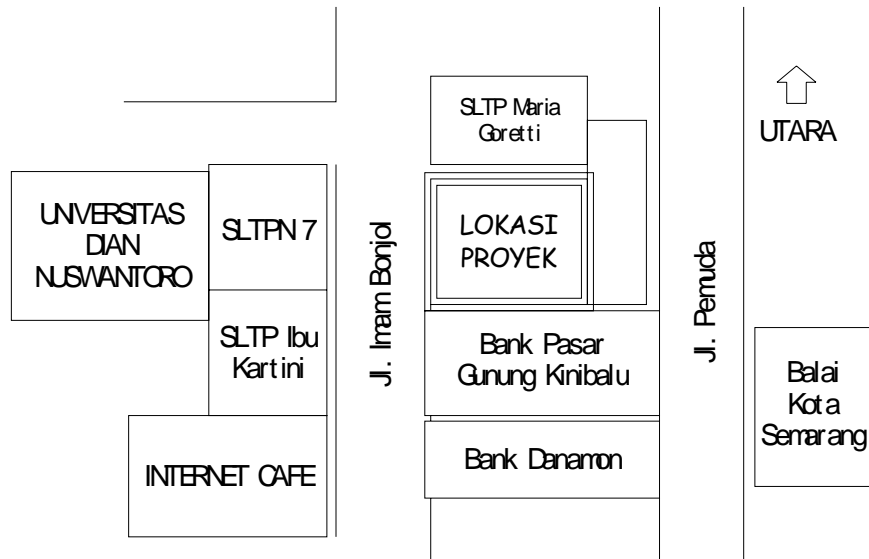 SLTP Maria
Goretti
UTARA
UNIVERSITAS
DIAN
NUSWANTORO
SLTPN 7
Jl. Imam Bonjol
LOKASI
PROYEK
Jl. Pemuda
SLTP Ibu
Kartini
Bank Pasar
Gunung Kinibalu
Balai
Kota
Semarang
INTERNET CAFE
Bank Danamon